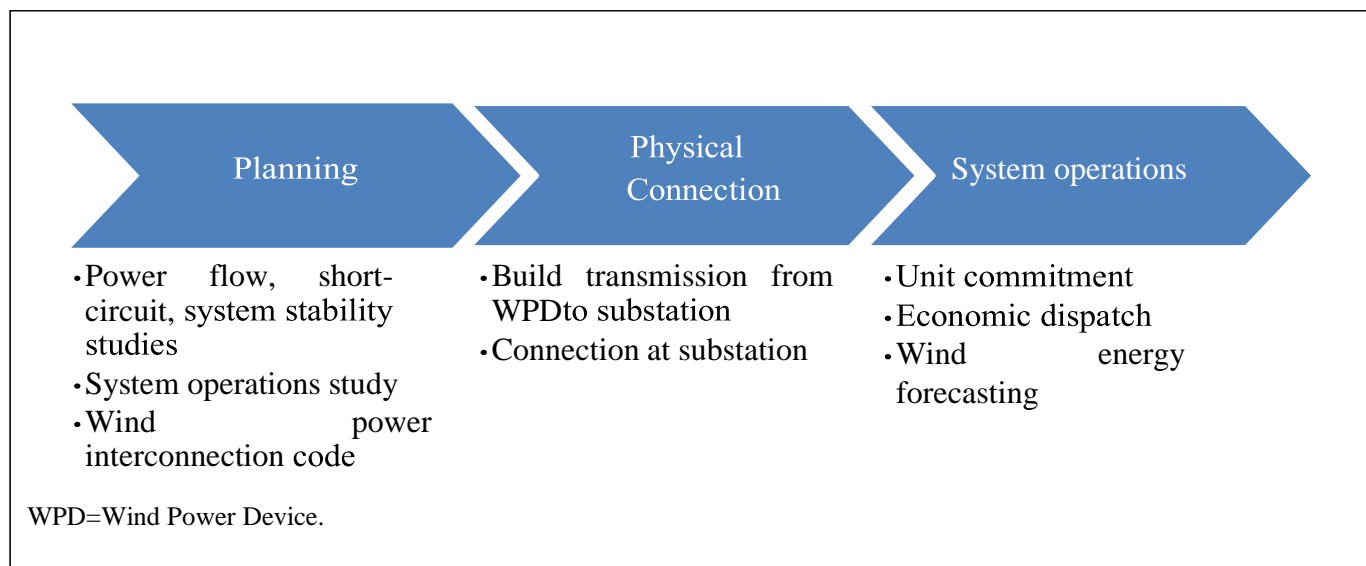 Planning
Physical
Connection
System operations
·Power flow, short-
circuit, system stability
studies
·System operations study
·Wind power
interconnection code
·Build transmission from
WPDto substation
·Connection at substation
·Unit commitment
·Economic dispatch
·Wind energy
forecasting
WPD=Wind Power Device.